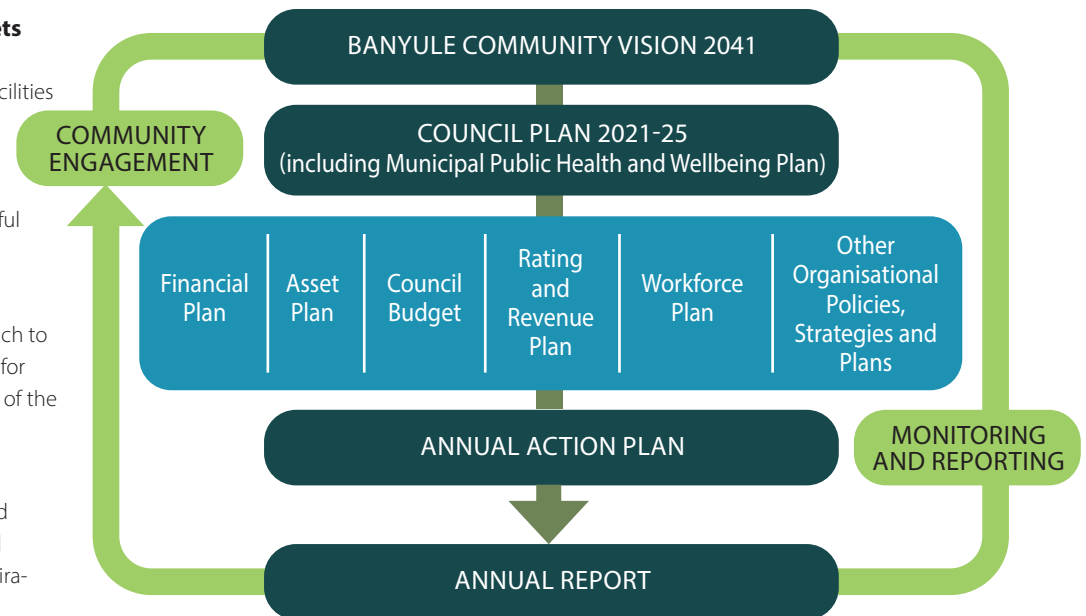 ets
cilities
ful
ch to
for
of the
d
ira-
BANYULE COMMUNITY VISION 2041
COMMUNITY
ENGAGEMENT
COUNCIL PLAN 2021-25
(including Municipal Public Health and Wellbeing Plan)
Financial
Plan
Asset
Plan
Council
Budget
Rating
and
Revenue
Plan
Workforce
Plan
Other
Organisational
Policies,
Strategies and
Plans
ANNUAL ACTION PLAN
MONITORING
AND REPORTING
ANNUAL REPORT